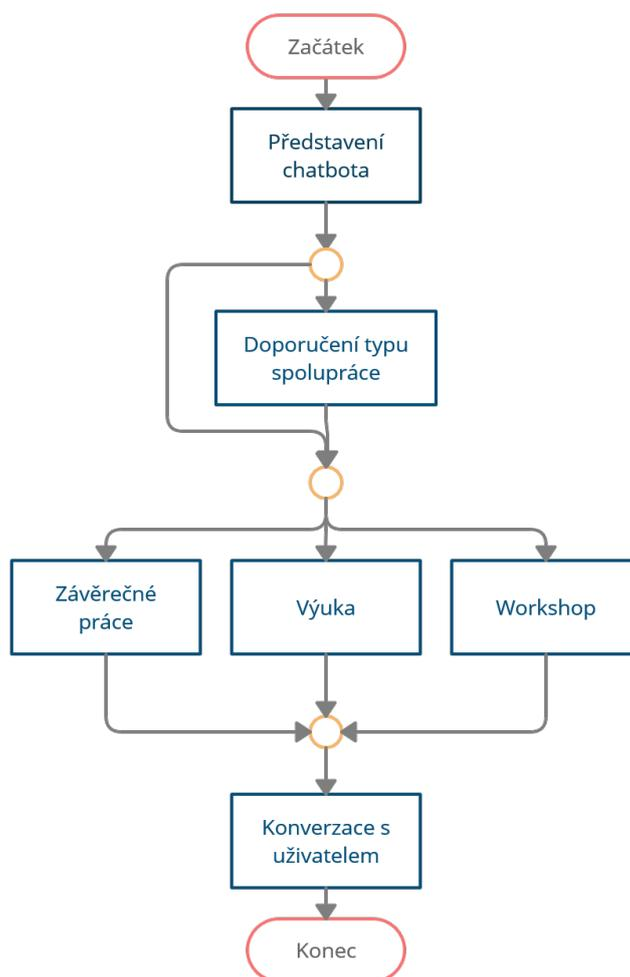 Začátek
Představení
chatbota
Doporučení typu
spolupráce
Závěrečné
práce
Výuka
Workshop
Konverzace s
uživatelem
Konec